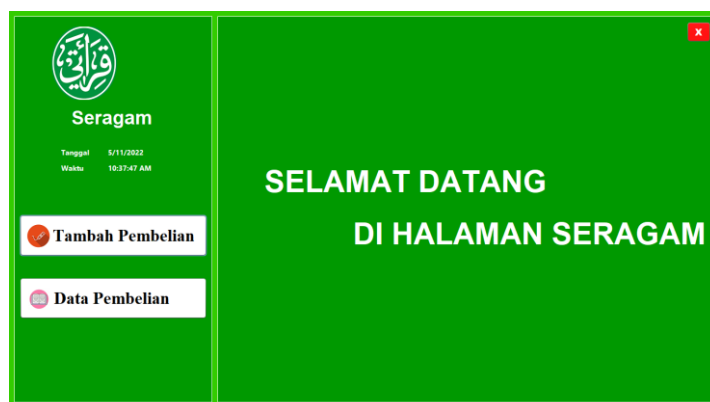 قرآءتي
Seragam
Tanggal 5/11/2022
Waktu 10:37:47 AM
Tambah Pembelian
Data Pembelian
X
SELAMAT DATANG
DI HALAMAN SERAGAM